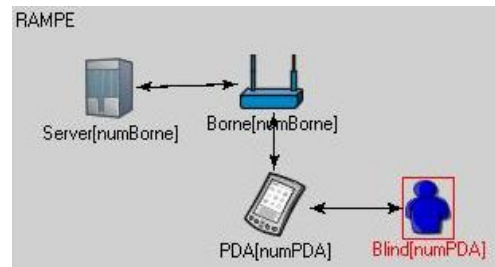 RAMPE
Server[numBorne]
Borne[numBorne]
PDA[numPDA]
Blind[numPDA]